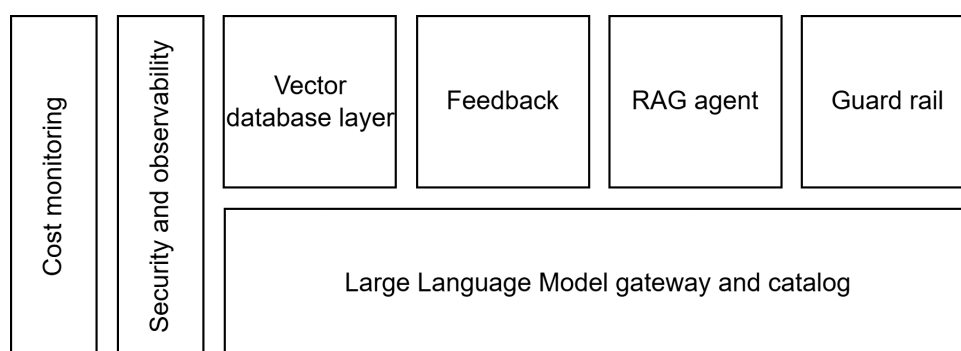 Cost monitoring
Security and observability
Vector
database layer
Feedback
RAG agent
Guard rail
Large Language Model gateway and catalog